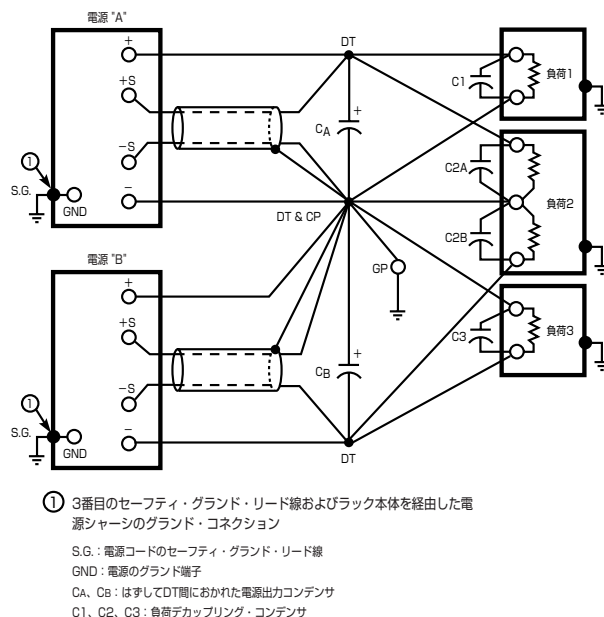 電源 "A"
+
+S
−S
−
①
S.G.
GND
DT
+
CA
DT & CP
C1
負荷1
C2A
負荷2
C2B
GP
電源 "B"
+
+S
−S
−
①
S.G.
GND
+
CB
DT
C3
負荷3
① 3番目のセーフティ・グランド・リード線およびラック本体を経由した電
源シャーシのグランド・コネクション
S.G.：電源コードのセーフティ・グランド・リード線
GND：電源のグランド端子
CA、CB：はずしてDT間におかれた電源出力コンデンサ
C1、C2、C3：負荷デカップリング・コンデンサ